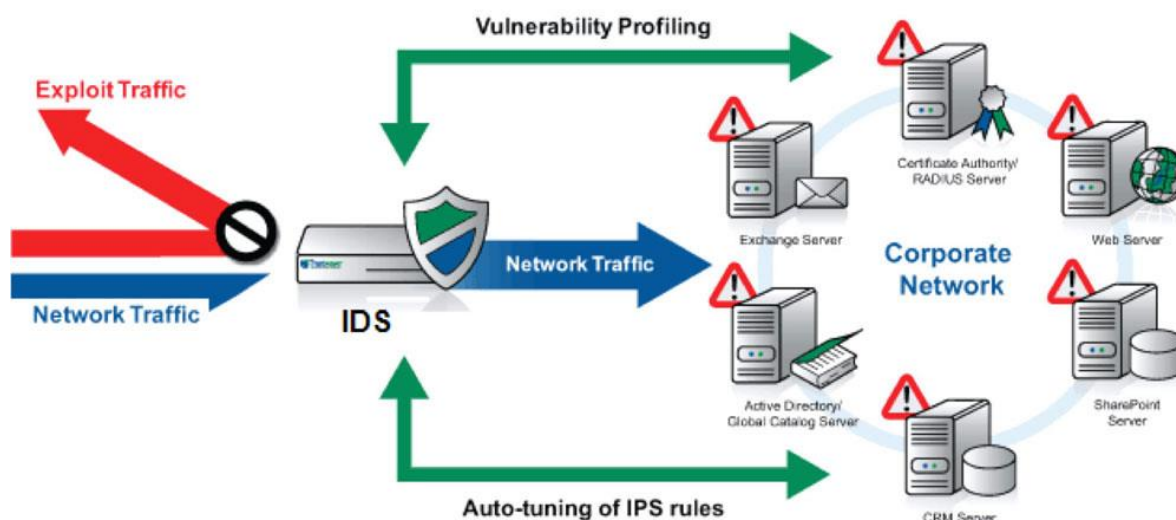 Vulnerability Profiling
Exploit Traffic
Certificate Authority/
RADIUS Server
Exchange Server
Web Server
Network Traffic
Corporate
Network
Network Traffic
IDS
Active Directory/
Global Catalog Server
SharePoint
Server
Auto-tuning of IPS rules
CRM Server